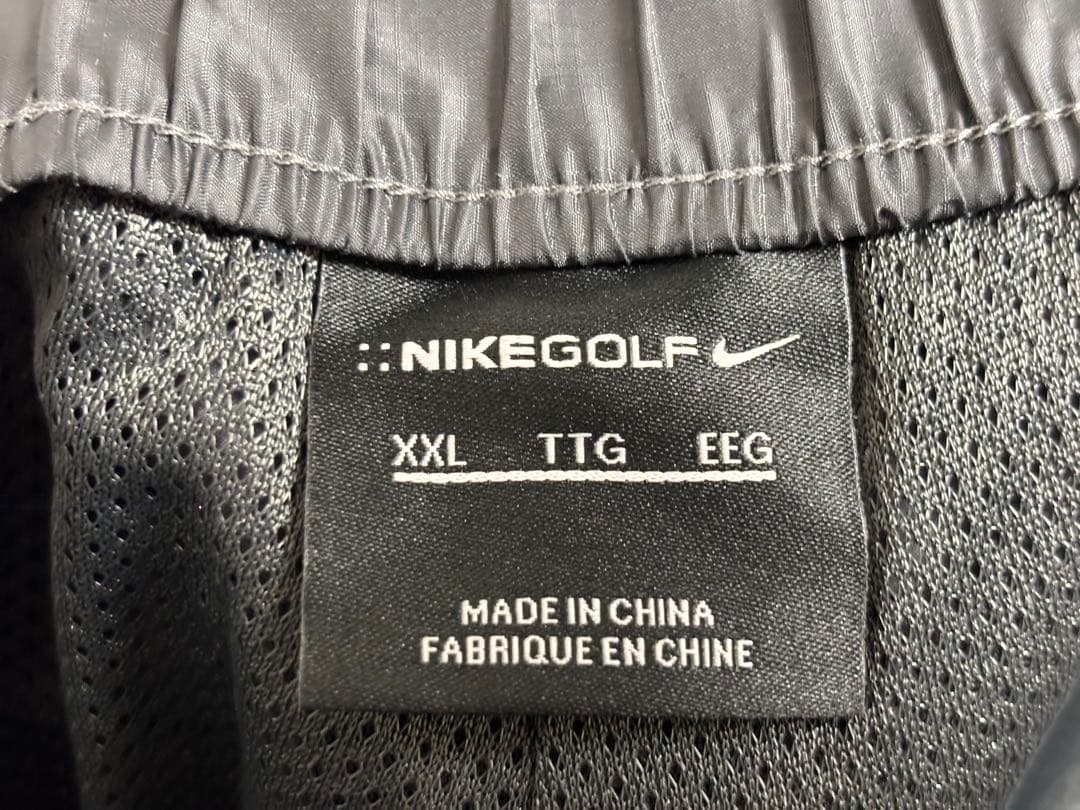 ::NIKEGOLF
XXL TTG EEG
MADE IN CHINA
FABRIQUE EN CHINE